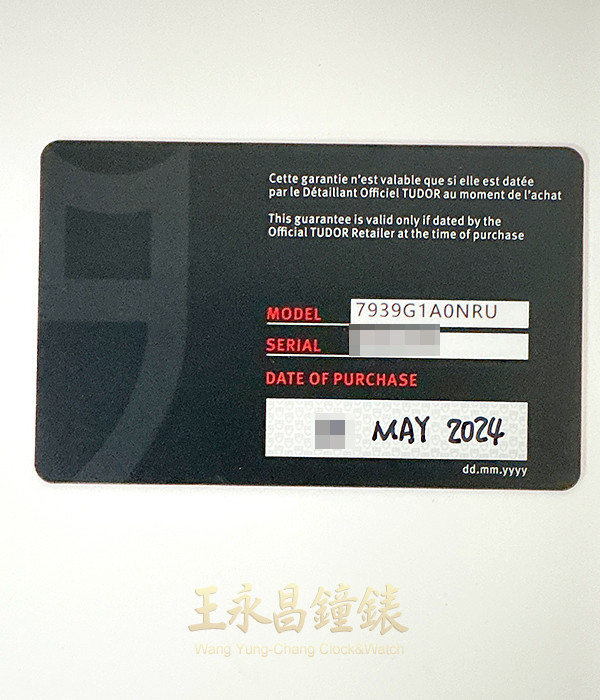 Cette garantie n'est valable que si elle est datée
par le Détaillant Officiel TUDOR au moment de l'achat
This guarantee is valid only if dated by the
Official TUDOR Retailer at the time of purchase
MODEL 7939G1A0NRU
SERIAL
DATE OF PURCHASE
MAY 2024
dd.mm.yyyy
王永昌鐘錶
Wang Yung-Chang Clock&Watch